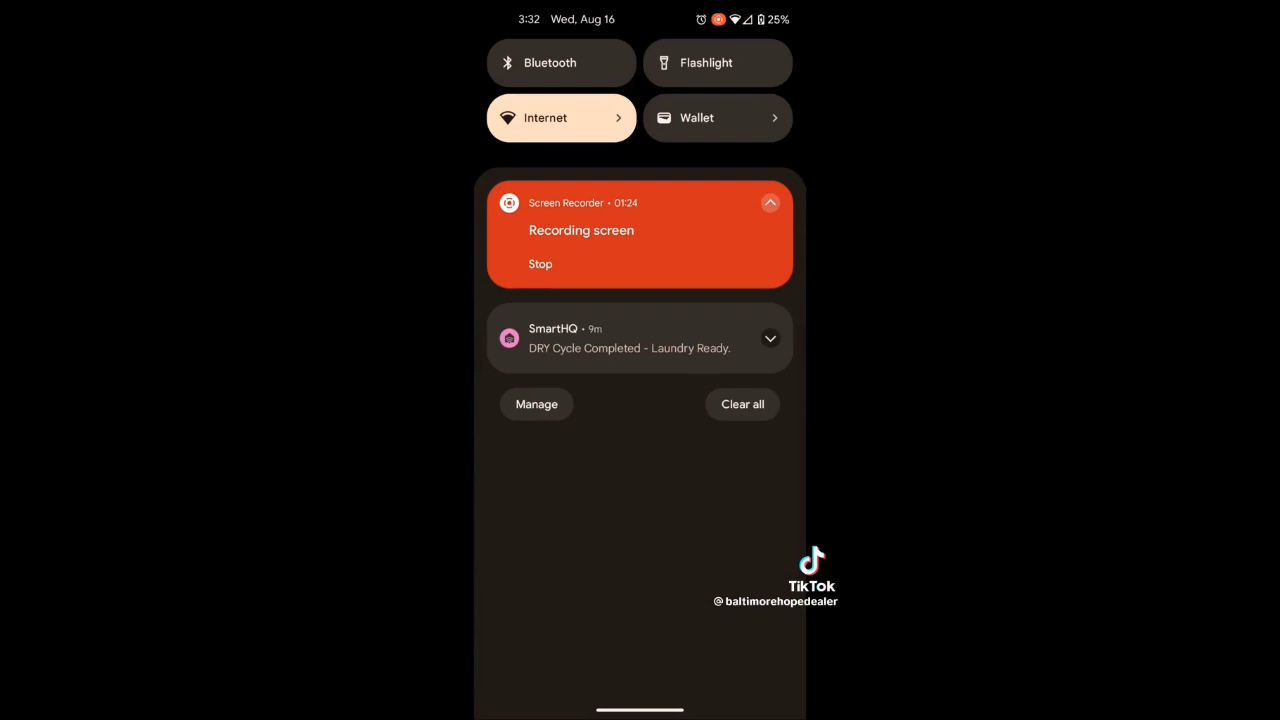 3:32 Wed, Aug 16 25%
Bluetooth Flashlight
Internet Wallet
Screen Recorder • 01:24
Recording screen
Stop
SmartHQ • 9m
DRY Cycle Completed - Laundry Ready.
Manage Clear all
TikTok
@baltimorehopedealer